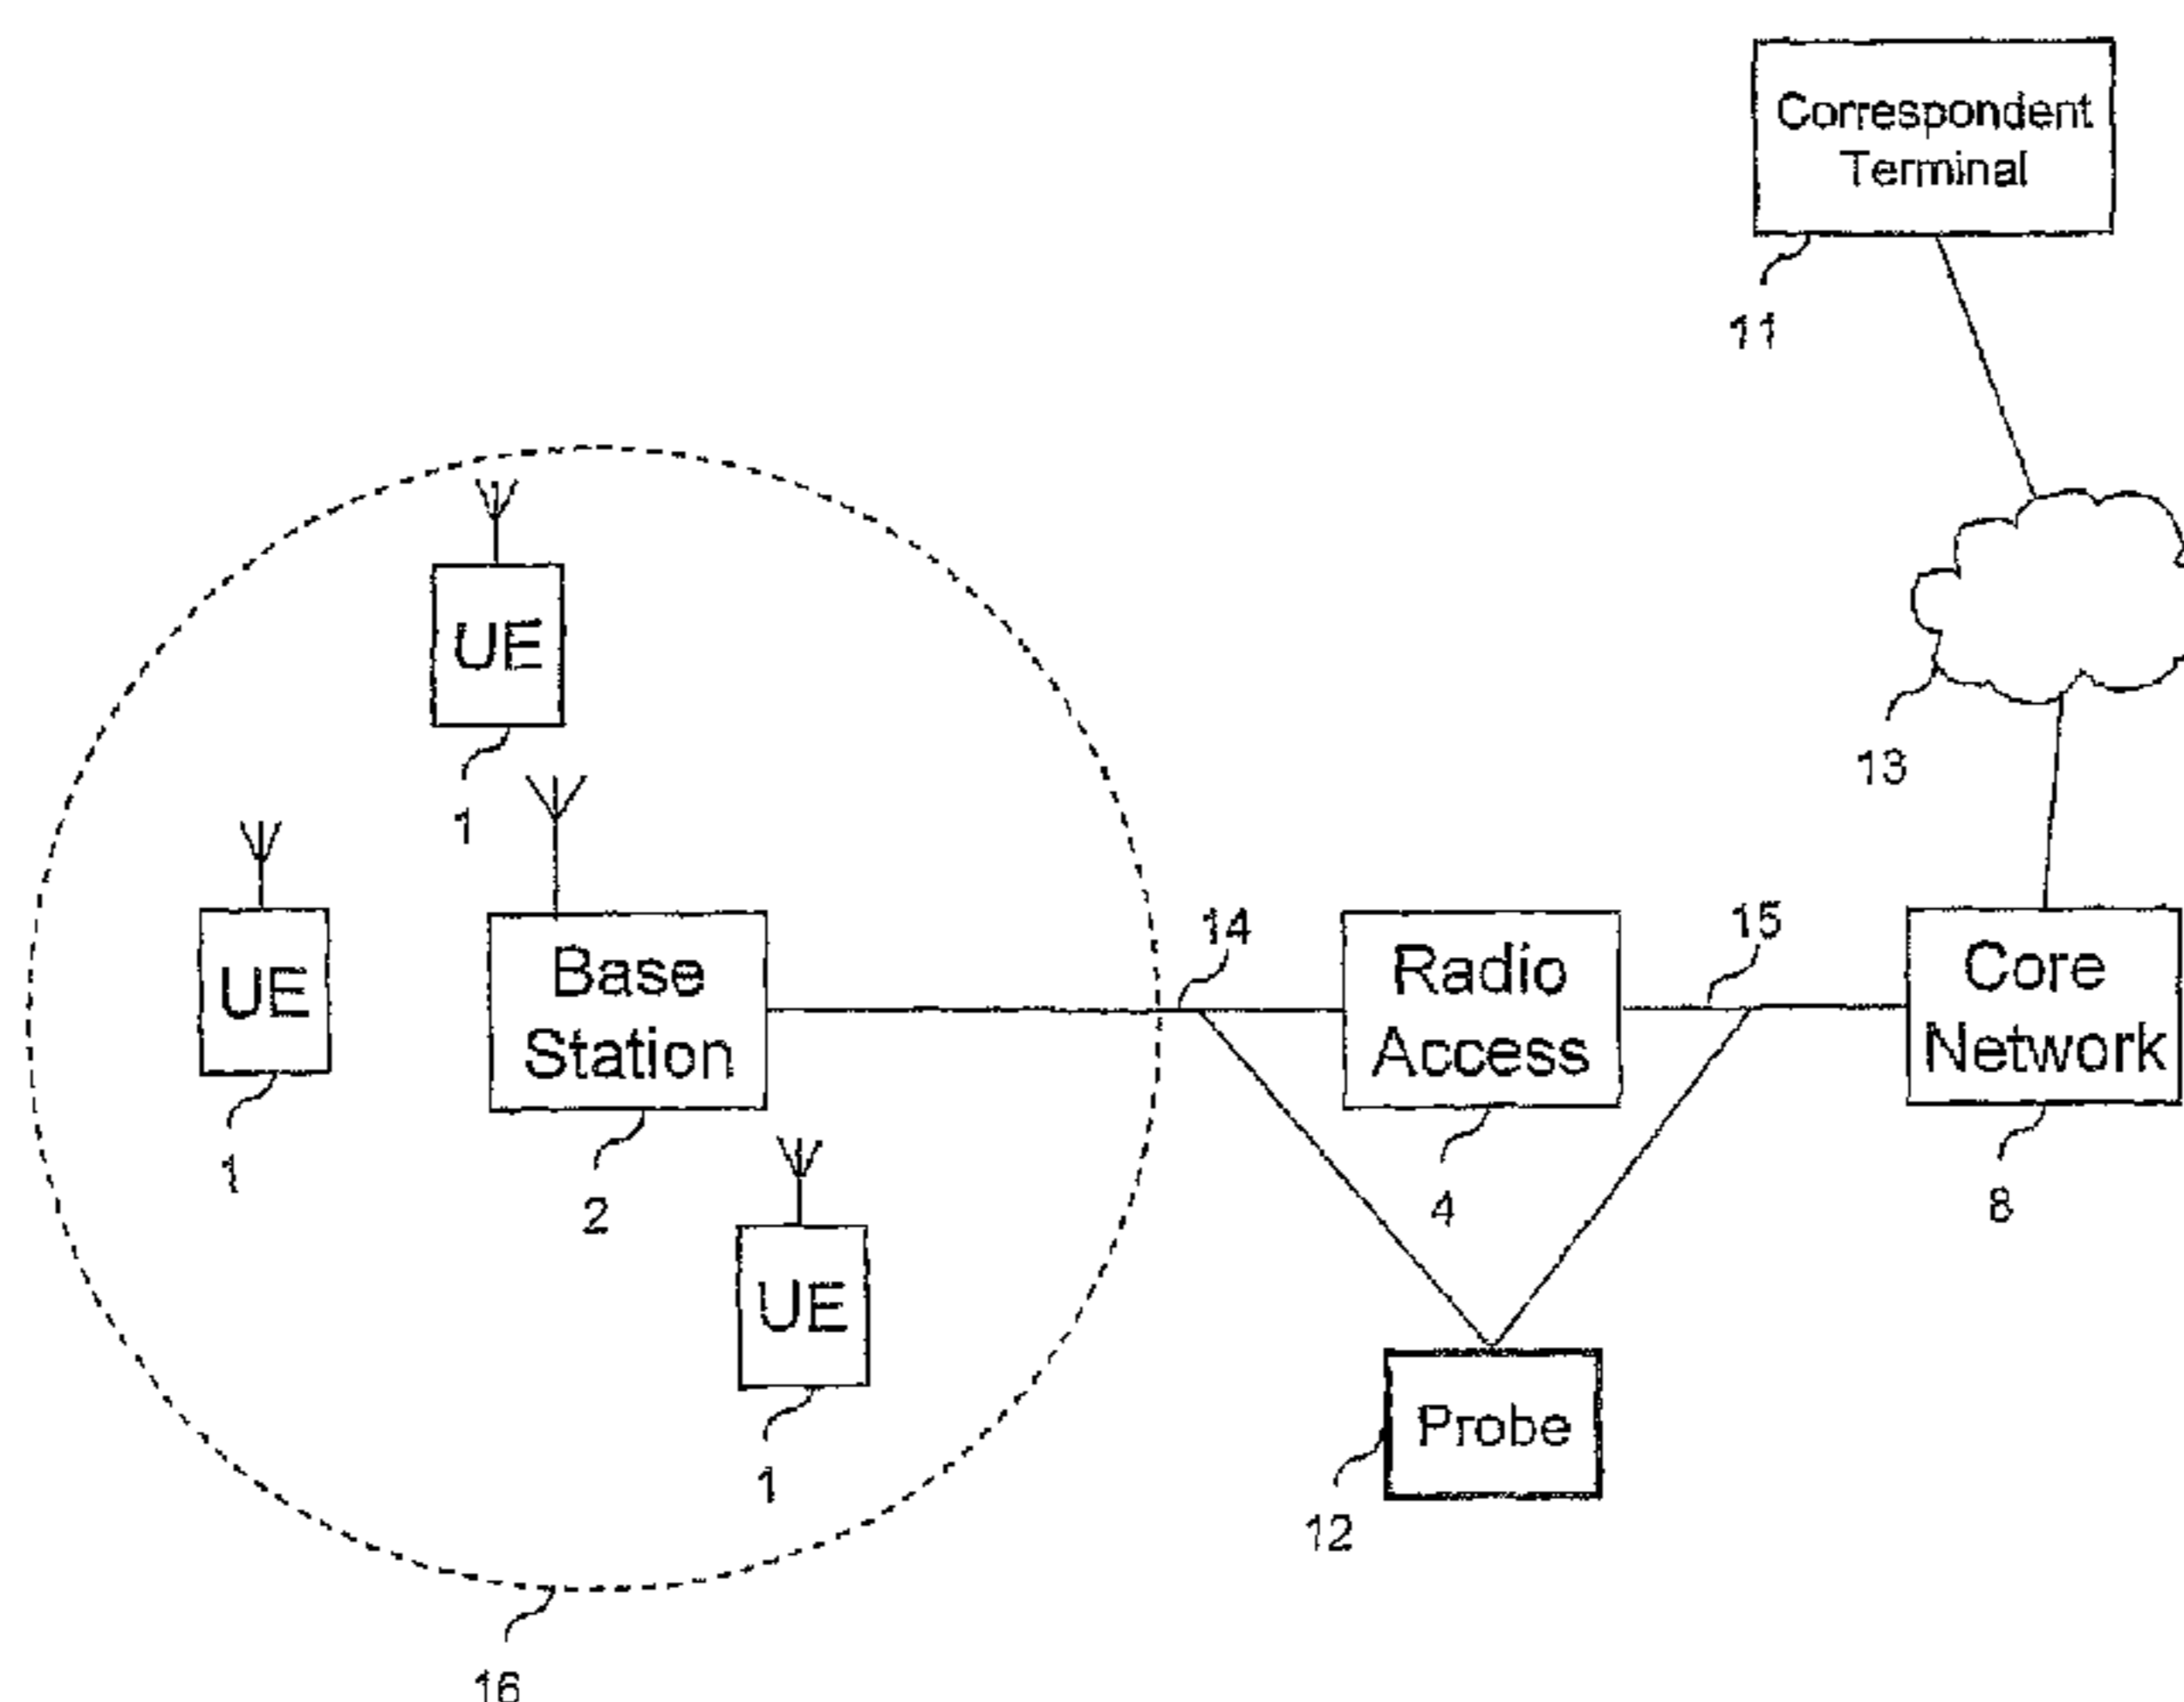 Correspondent
Terminal
11
UE
1
13
UE
1
Base
Station
2
14
Radio
Access
4
15
Core
Network
8
UE
1
Probe
12
16